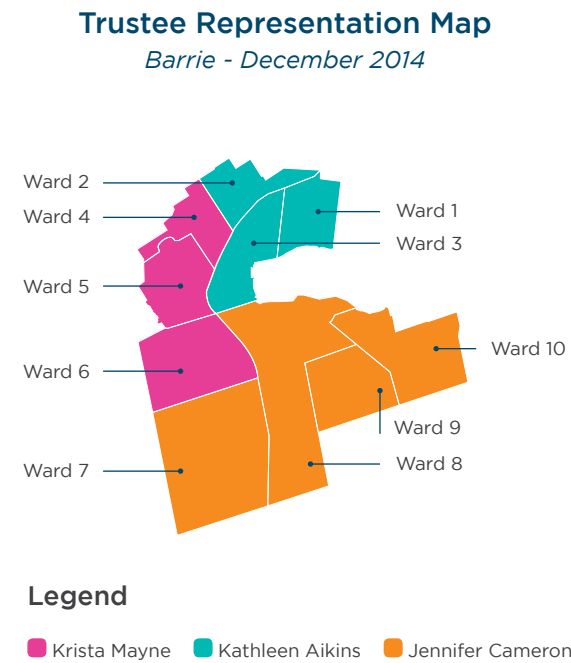 Trustee Representation Map
Barrie - December 2014
Ward 2
Ward 4
Ward 1
Ward 3
Ward 5
Ward 10
Ward 6
Ward 9
Ward 7
Ward 8
Legend
Krista Mayne Kathleen Aikins Jennifer Cameron